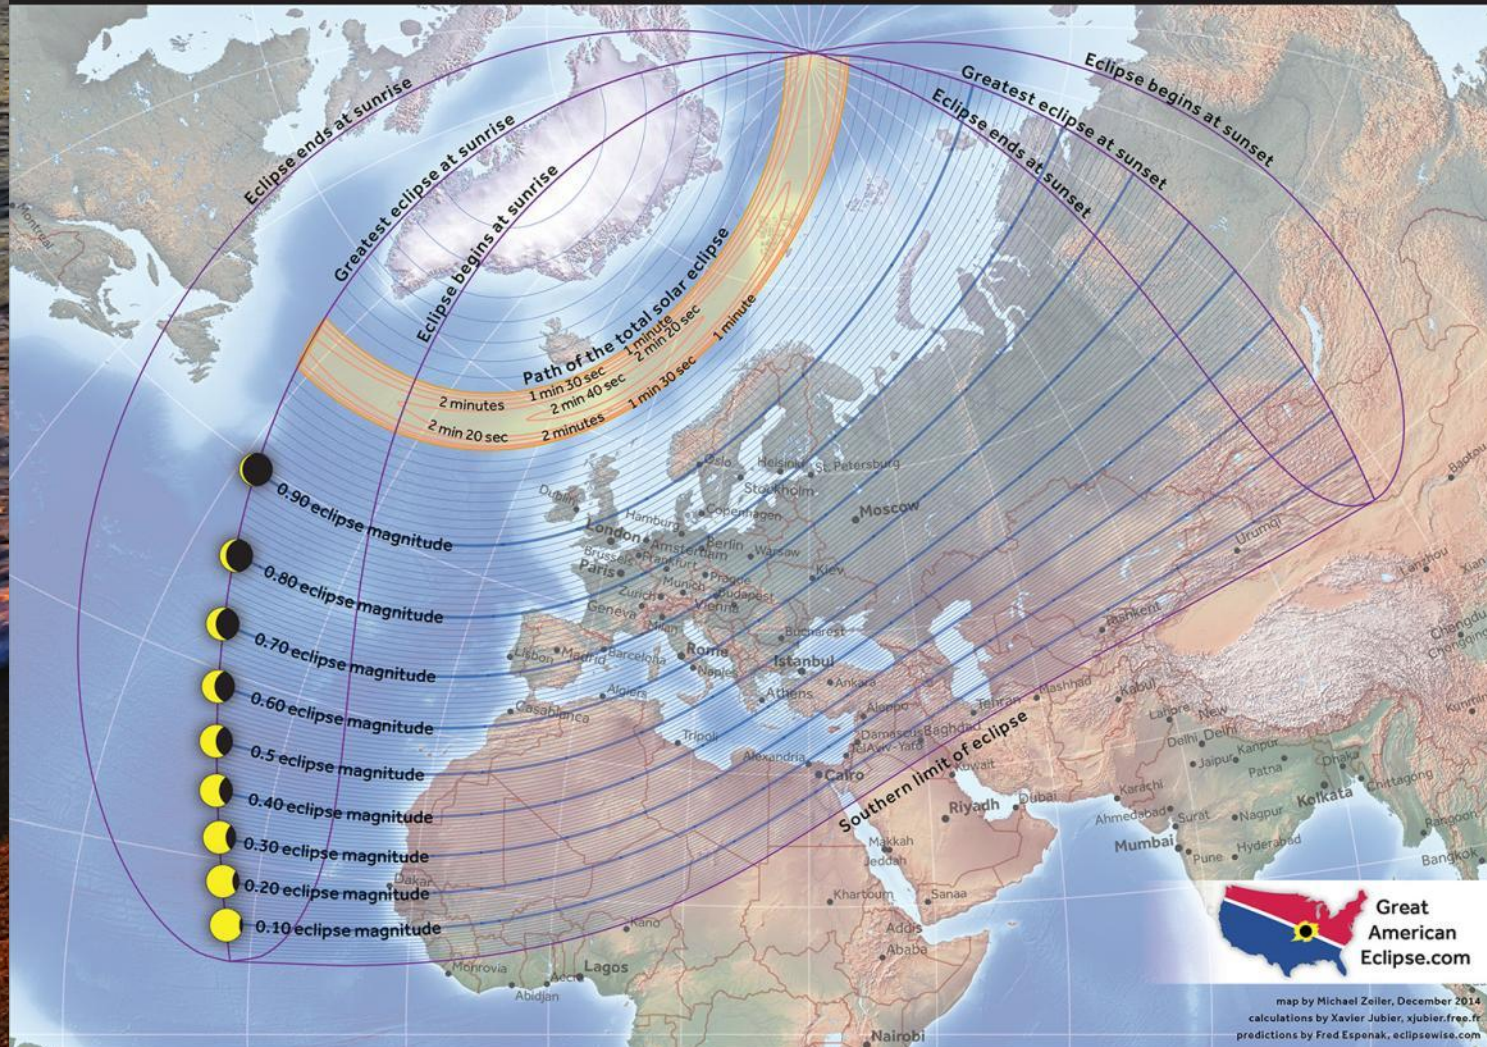 Eclipse ends at sunrise
Greatest eclipse at sunrise
Eclipse begins at sunrise
Path of the total solar eclipse
Greatest eclipse at sunset
Eclipse ends at sunset
Eclipse begins at sunset
1 minute
2 min 20 sec
1 minute
1 min 30 sec
2 min 40 sec
1 min 30 sec
2 minutes
2 min 20 sec
2 minutes
0.90 eclipse magnitude
0.80 eclipse magnitude
0.70 eclipse magnitude
0.60 eclipse magnitude
0.5 eclipse magnitude
0.40 eclipse magnitude
0.30 eclipse magnitude
0.20 eclipse magnitude
0.10 eclipse magnitude
Southern limit of eclipse
Montreal
Oslo
Helsinki
St. Petersburg
Stockholm
Dublin
Hamburg
Copenhagen
Moscow
London
Amsterdam
Berlin
Warsaw
Brussels
Frankfurt
Paris
Prague
Kiev
Munich
Zurich
Budapest
Vienna
Geneva
Milan
Bucharest
Lisbon
Madrid
Barcelona
Rome
Naples
Istanbul
Ankara
Athens
Algiers
Casablanca
Tripoli
Aleppo
Damascus
Baghdad
Tel Aviv-Yafo
Alexandria
Cairo
Kuwait
Tehran
Mashhad
Kabul
Tashkent
Urumqi
Baotou
Lanzhou
Xian
Changdu
Chongqing
Kunmin
Lahore
New
Delhi
Delhi
Jaipur
Kanpur
Patna
Dhaka
Chittagong
Kolkata
Karachi
Ahmedabad
Surat
Nagpur
Mumbai
Pune
Hyderabad
Rangoon
Bangkok
Riyadh
Dubai
Makkah
Jeddah
Sanaa
Khartoum
Addis
Ababa
Nairobi
Dakar
Kano
Monrovia
Abidjan
Accra
Lagos
Great
American
Eclipse.com
map by Michael Zeiler, December 2014
calculations by Xavier Jubier, xjubier.free.fr
predictions by Fred Espenak, eclipsewise.com